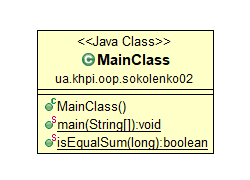 <<Java Class>>
MainClass
ua.khpi.oop.sokolenko02
MainClass()
main(String[]):void
isEqualSum(long):boolean